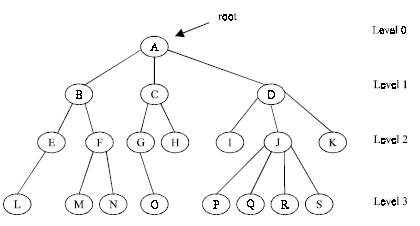 root
Level 0
A
Level 1
B C D
Level 2
E F G H I J K
Level 3
L M N O P Q R S